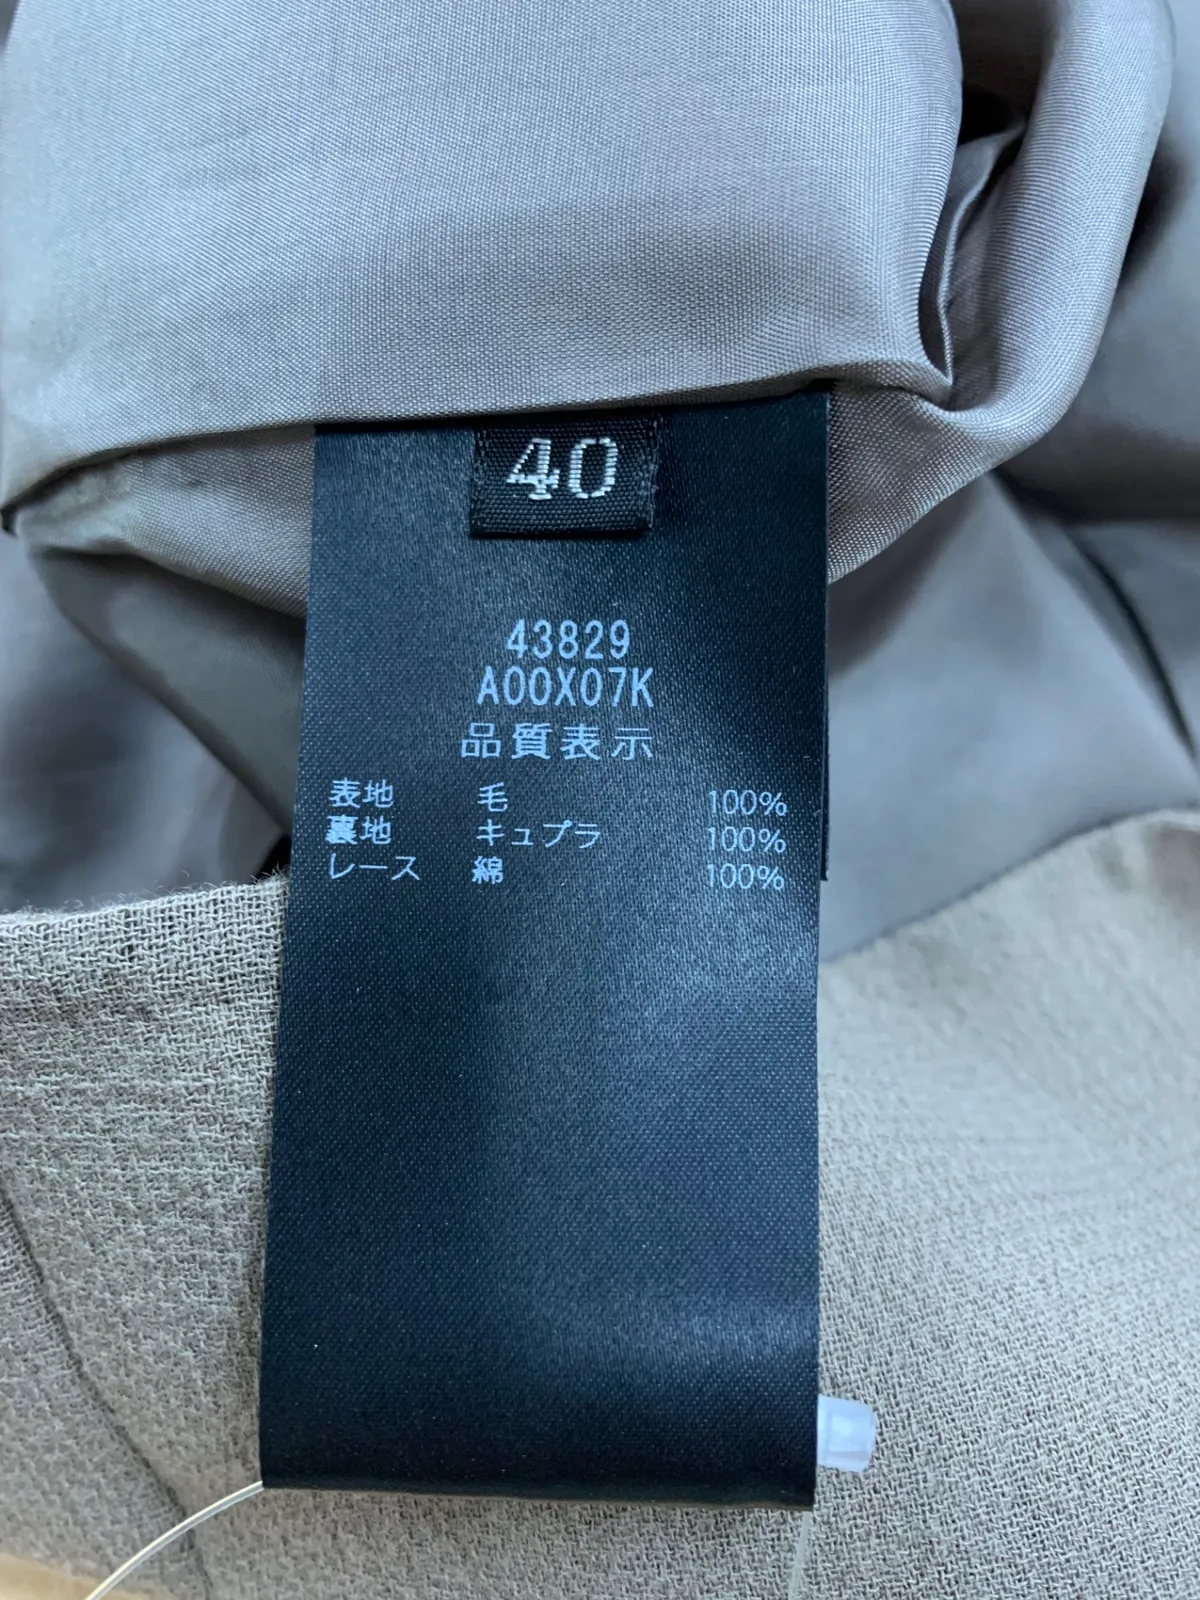 40
43829
A00X07K
品質表示
表地 毛 100%
裏地 キュプラ 100%
レース 綿 100%